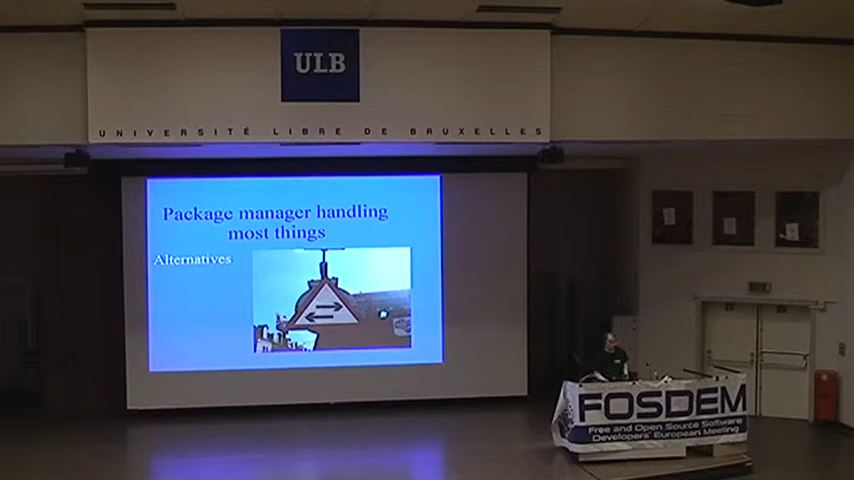 ULB
UNIVERSITÉ LIBRE DE BRUXELLES
Package manager handling
most things
Alternatives
FOSDEM
Free and Open Source Software
Developers' European Meeting